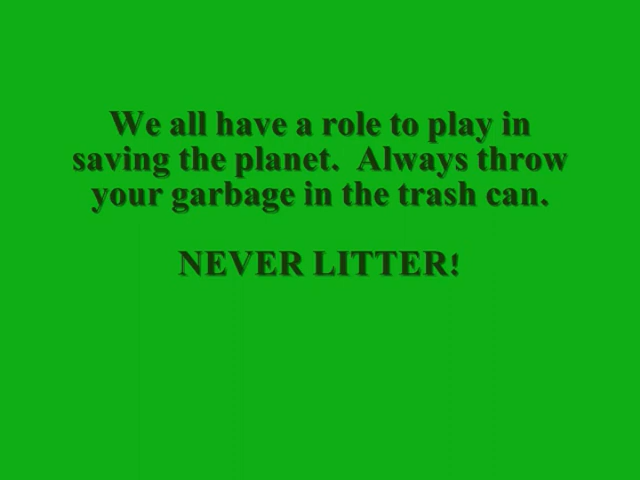 We all have a role to play in
saving the planet.  Always throw
your garbage in the trash can.
NEVER LITTER!